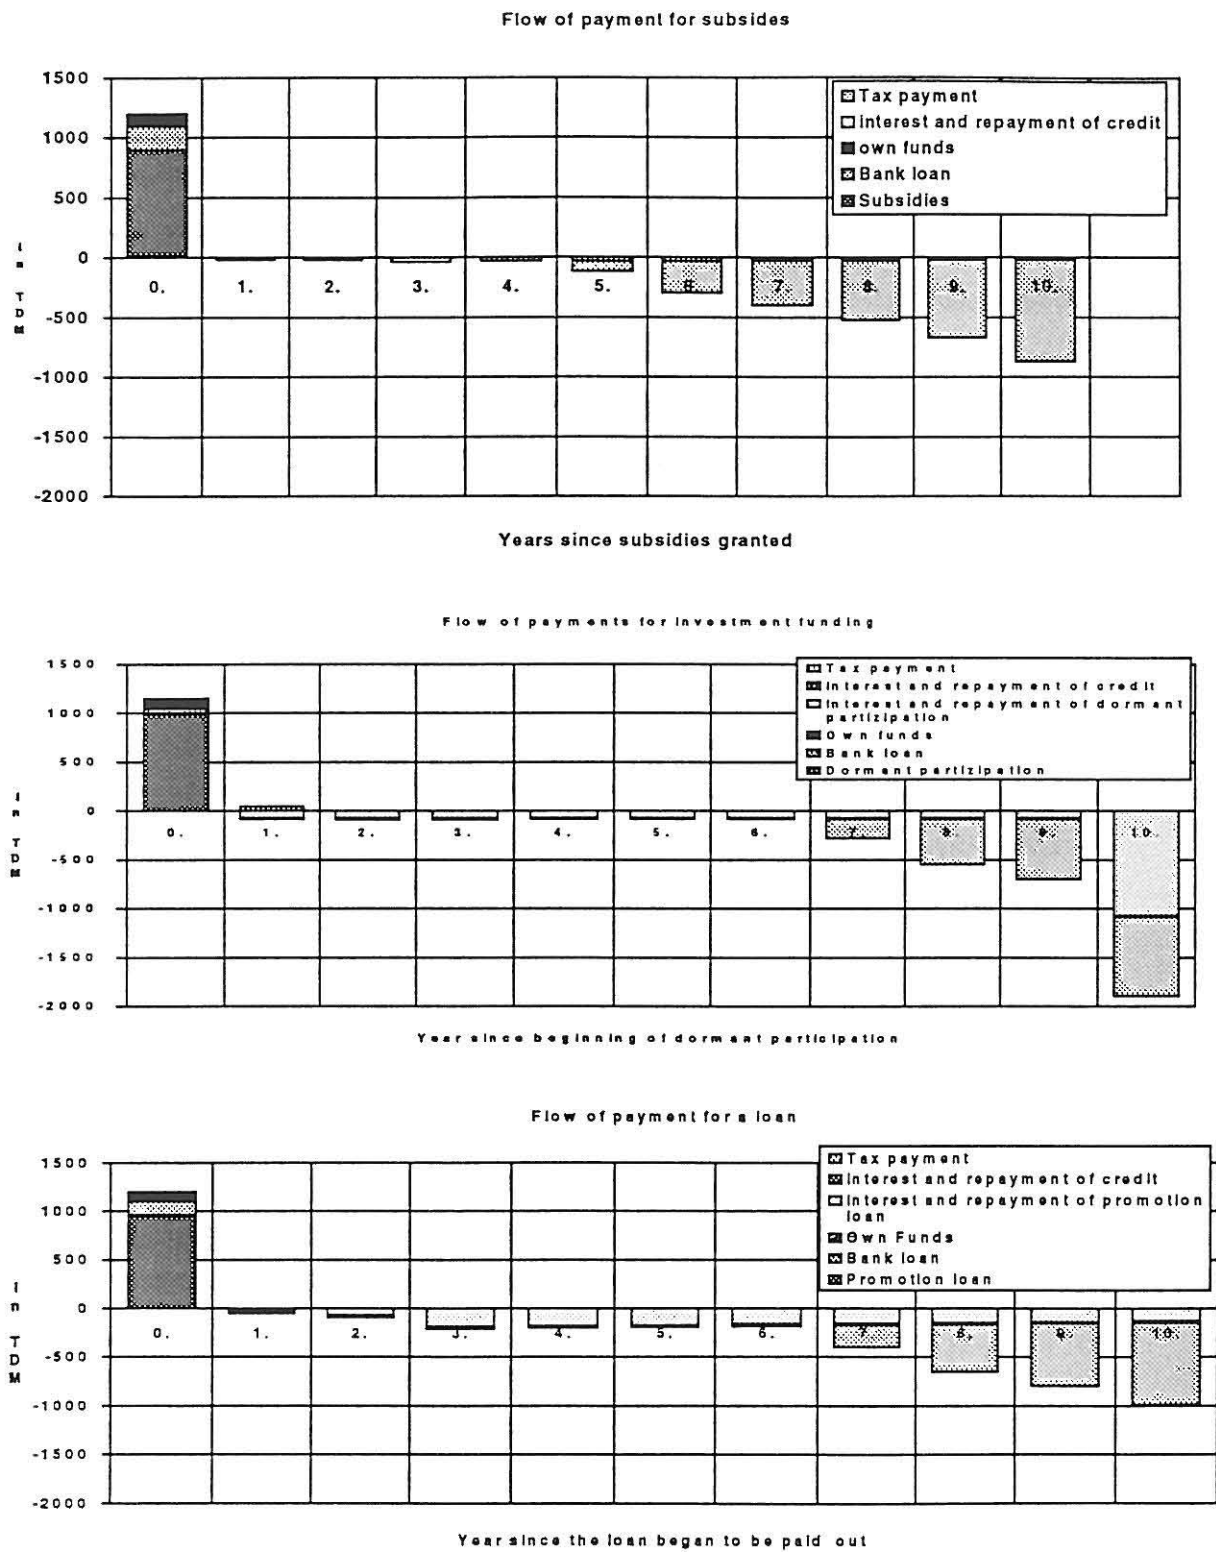 Flow of payment for subsides
1500
1000
500
0
-500
-1000
-1500
-2000
in TDM
Tax payment
interest and repayment of credit
own funds
Bank loan
Subsidies
0. 1. 2. 3. 4. 5. 6. 7. 8. 9. 10.
Years since subsidies granted
Flow of payments for investment funding
1500
1000
500
0
-500
-1000
-1500
-2000
in TDM
Tax payment
Interest and repayment of credit
Interest and repayment of dormant
partizipation
Own funds
Bank loan
Dorment partizipation
0. 1. 2. 3. 4. 5. 6. 7. 8. 9. 10.
Year since beginning of dormant participation
Flow of payment for a loan
1500
1000
500
0
-500
-1000
-1500
-2000
in TDM
Tax payment
Interest and repayment of credit
Interest and repayment of promotion
loan
Own Funds
Bank loan
Promotion loan
0. 1. 2. 3. 4. 5. 6. 7. 8. 9. 10.
Year since the loan began to be paid out